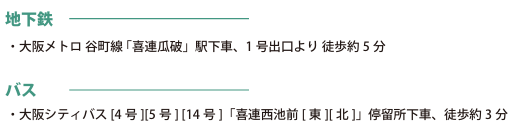 地下鉄
・大阪メトロ 谷町線「喜連瓜破」駅下車、1 号出口より 徒歩約 5 分
バス
・大阪シティバス [4 号 ][5 号 ] [14 号 ]「喜連西池前 [ 東 ][ 北 ]」停留所下車、徒歩約 3 分